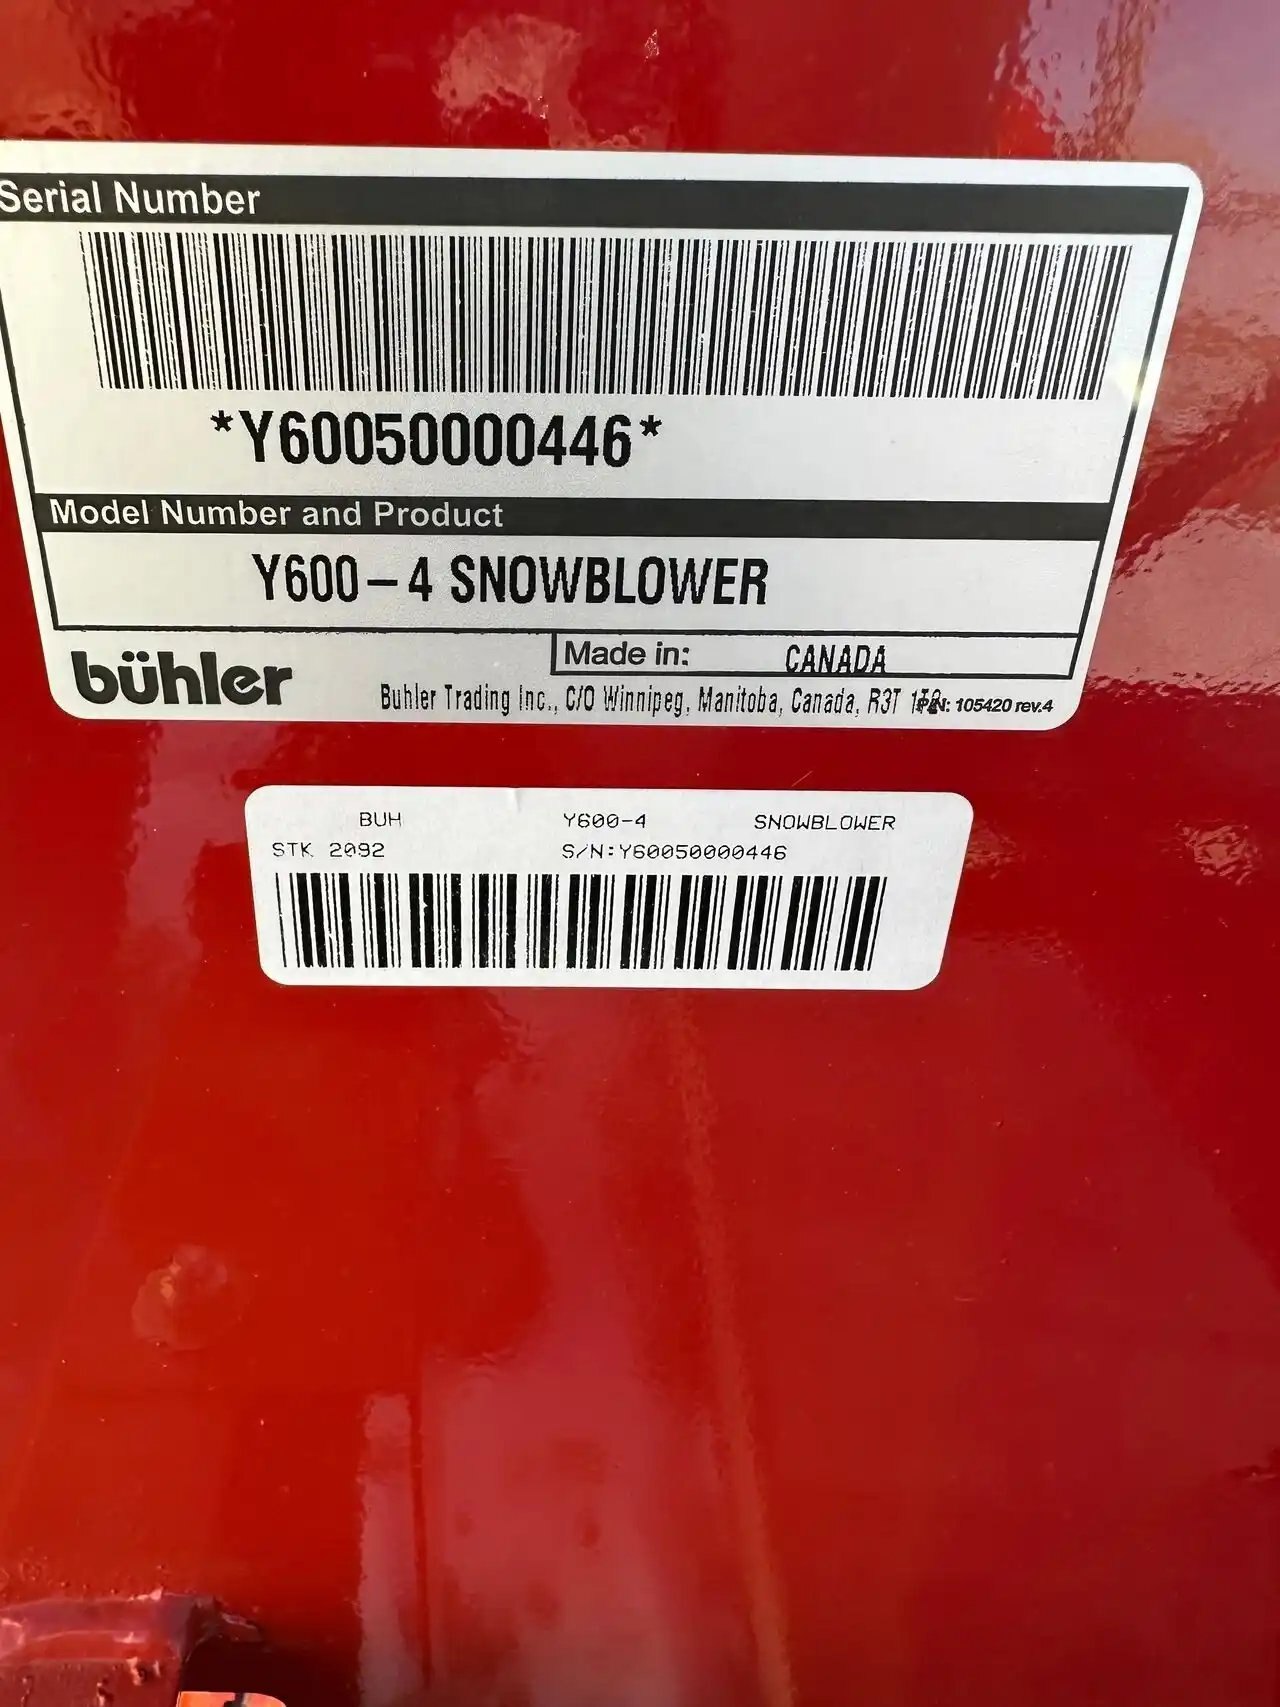 Serial Number
*Y60050000446*
Model Number and Product
Y600-4 SNOWBLOWER
Made in: CANADA
bühler
Buhler Trading Inc., C/O Winnipeg, Manitoba, Canada, R3T P/N: 105420 rev.4
BUH Y600-4 SNOWBLOWER
STK 2092 S/N:Y60050000446